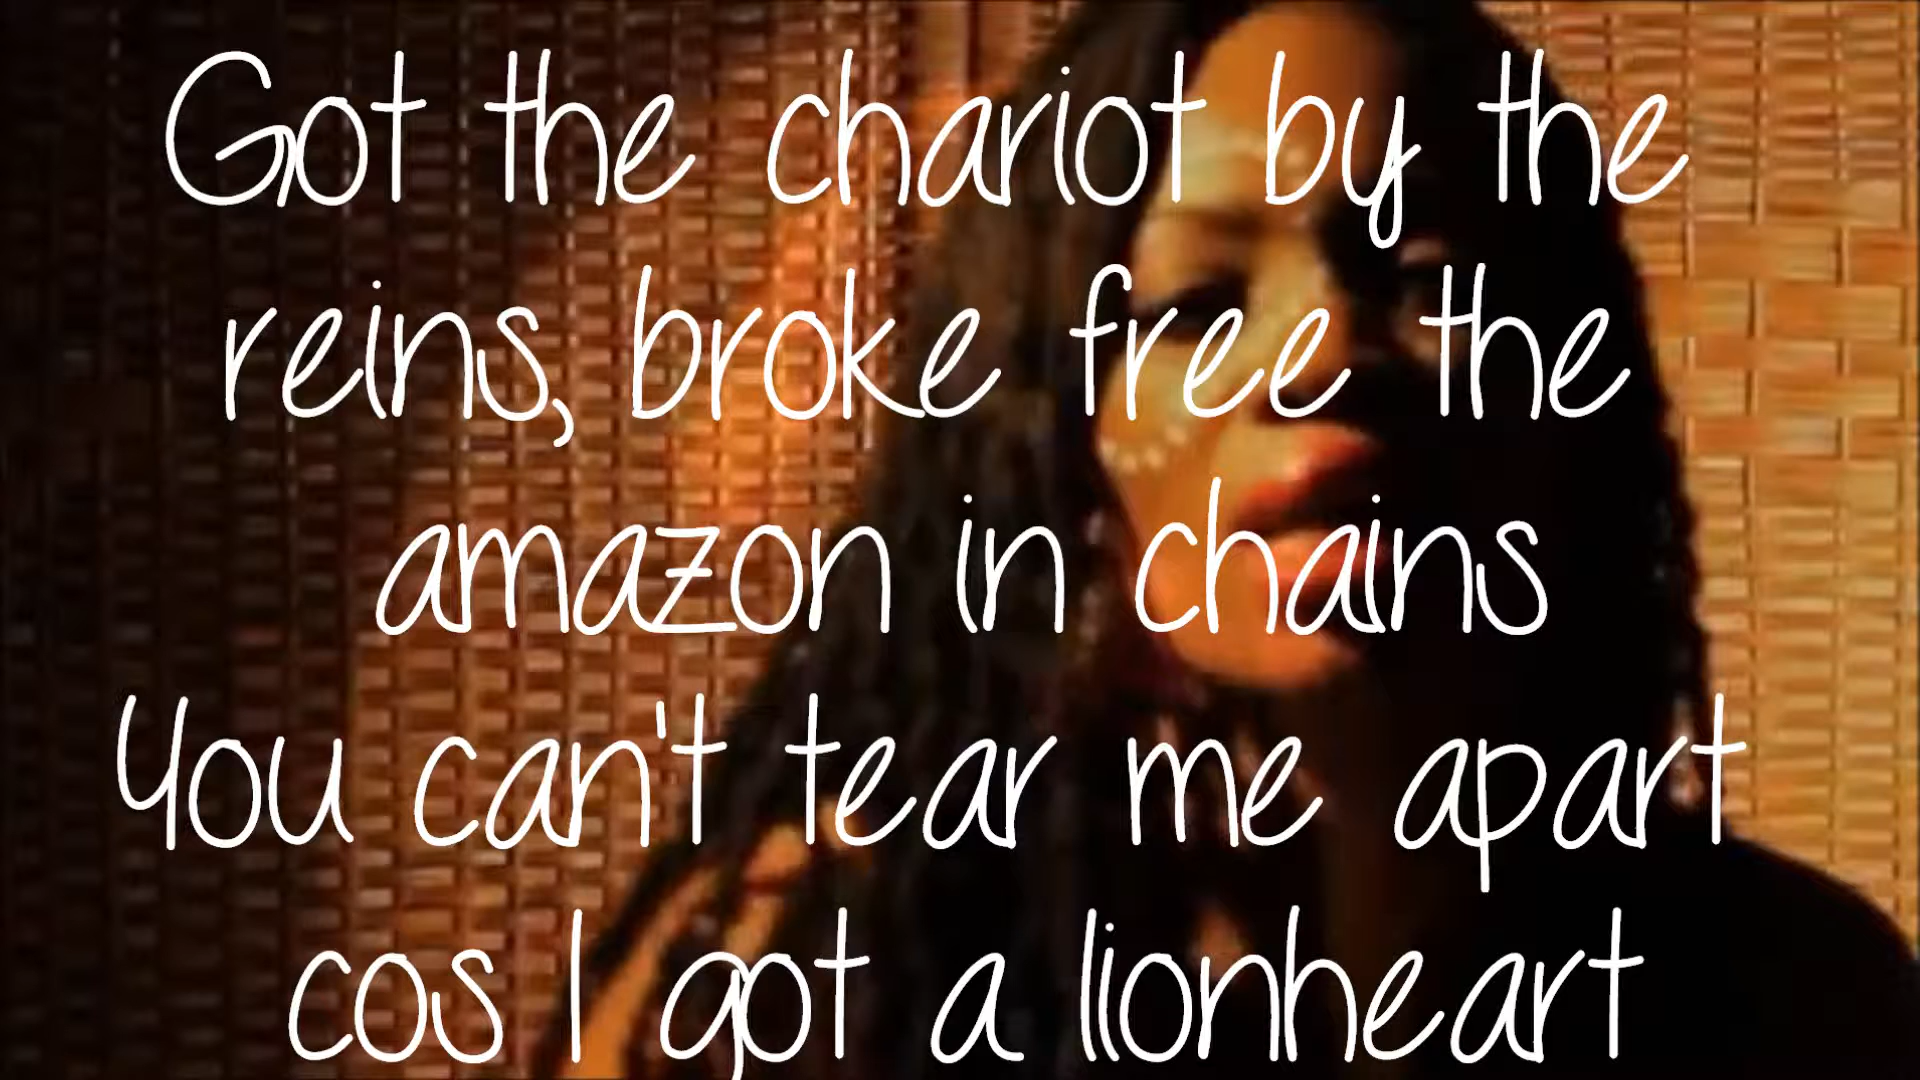 Got the chariot by the
reins, broke free the
amazon in chains
You can't tear me apart
cos I got a lionheart